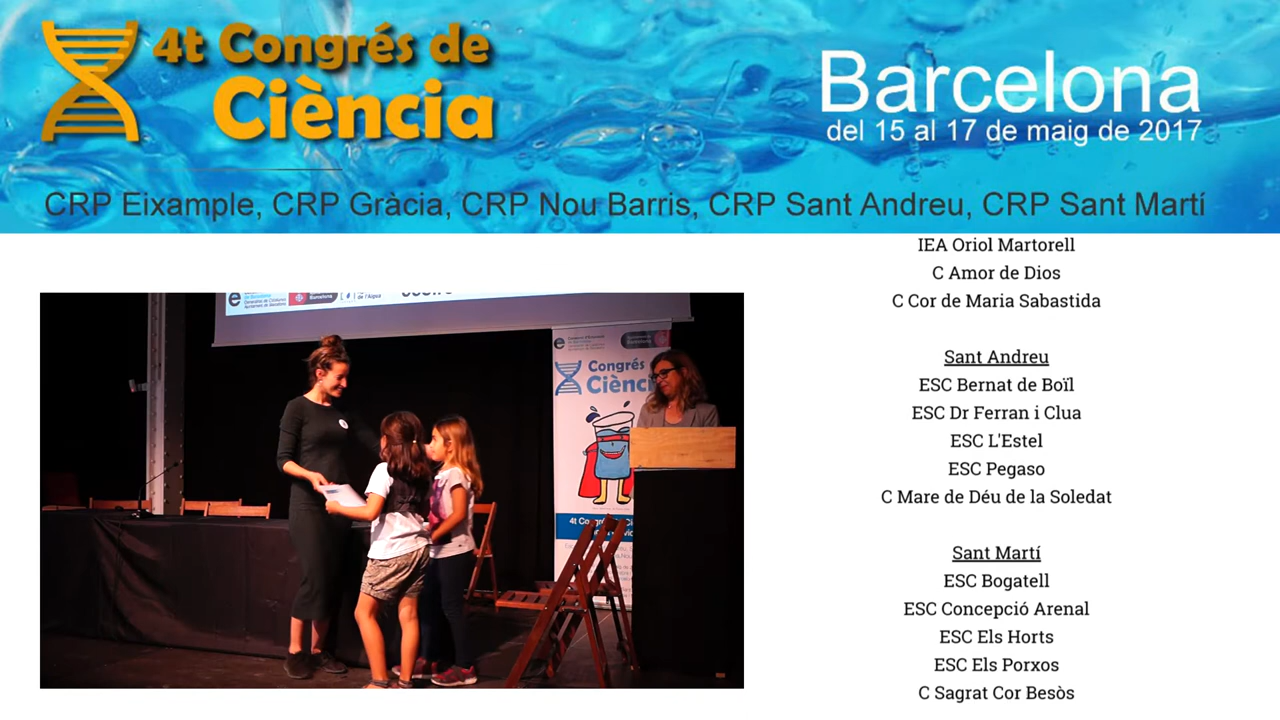 4t Congrés de
Ciència
Barcelona
del 15 al 17 de maig de 2017
CRP Eixample, CRP Gràcia, CRP Nou Barris, CRP Sant Andreu, CRP Sant Martí
IEA Oriol Martorell
C Amor de Dios
C Cor de Maria Sabastida
Sant Andreu
ESC Bernat de Boïl
ESC Dr Ferran i Clua
ESC L'Estel
ESC Pegaso
C Mare de Déu de la Soledat
Sant Martí
ESC Bogatell
ESC Concepció Arenal
ESC Els Horts
ESC Els Porxos
C Sagrat Cor Besòs
Congrés
Ciènci